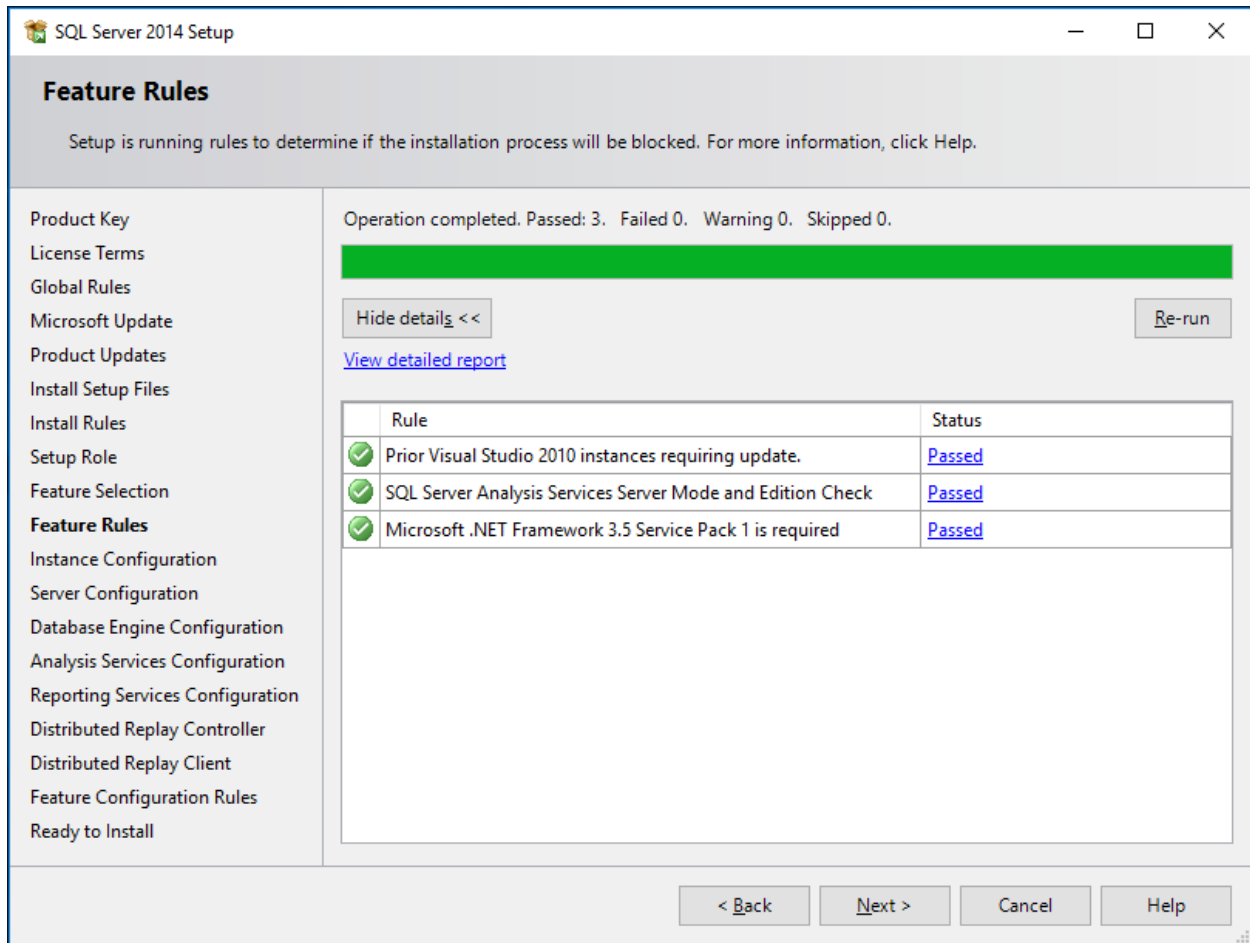 SQL Server 2014 Setup
Feature Rules
Setup is running rules to determine if the installation process will be blocked. For more information, click Help.
Product Key
License Terms
Global Rules
Microsoft Update
Product Updates
Install Setup Files
Install Rules
Setup Role
Feature Selection
Feature Rules
Instance Configuration
Server Configuration
Database Engine Configuration
Analysis Services Configuration
Reporting Services Configuration
Distributed Replay Controller
Distributed Replay Client
Feature Configuration Rules
Ready to Install
Operation completed. Passed: 3. Failed 0. Warning 0. Skipped 0.
Hide details << Re-run
View detailed report
Rule Status
Prior Visual Studio 2010 instances requiring update. Passed
SQL Server Analysis Services Server Mode and Edition Check Passed
Microsoft .NET Framework 3.5 Service Pack 1 is required Passed
< Back Next > Cancel Help